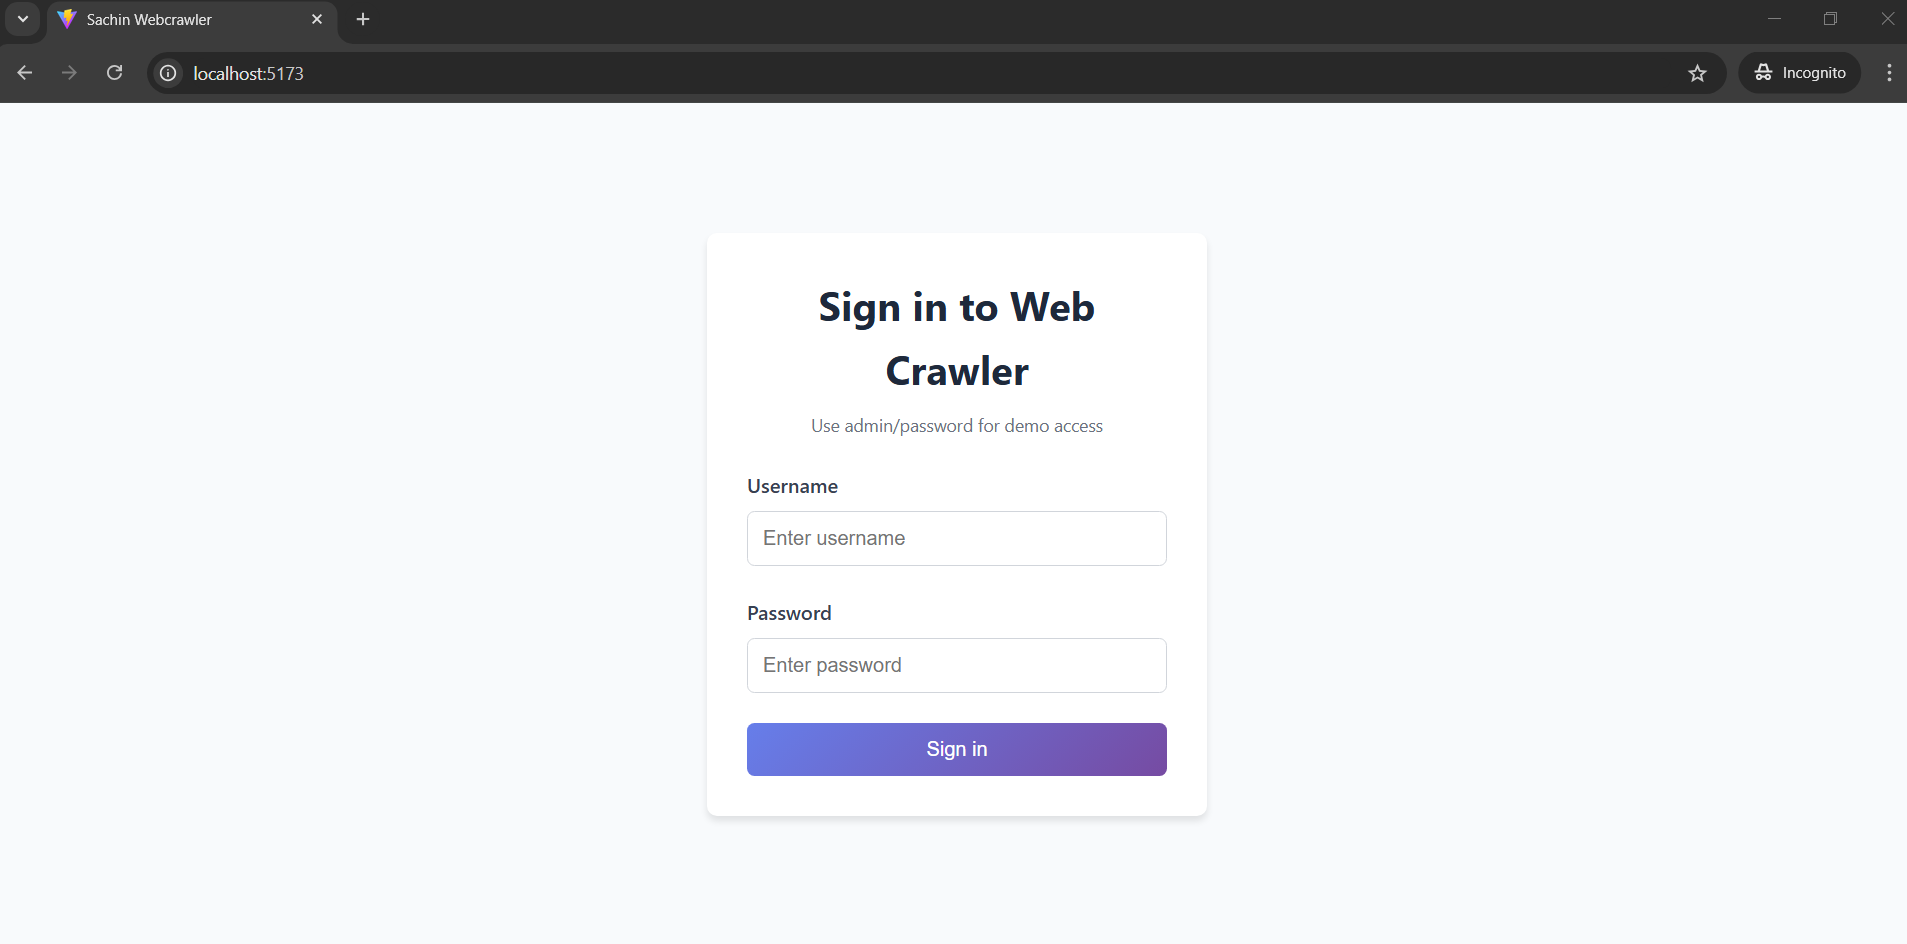 Sachin Webcrawler
localhost:5173
Incognito
Sign in to Web
Crawler
Use admin/password for demo access
Username
Enter username
Password
Enter password
Sign in